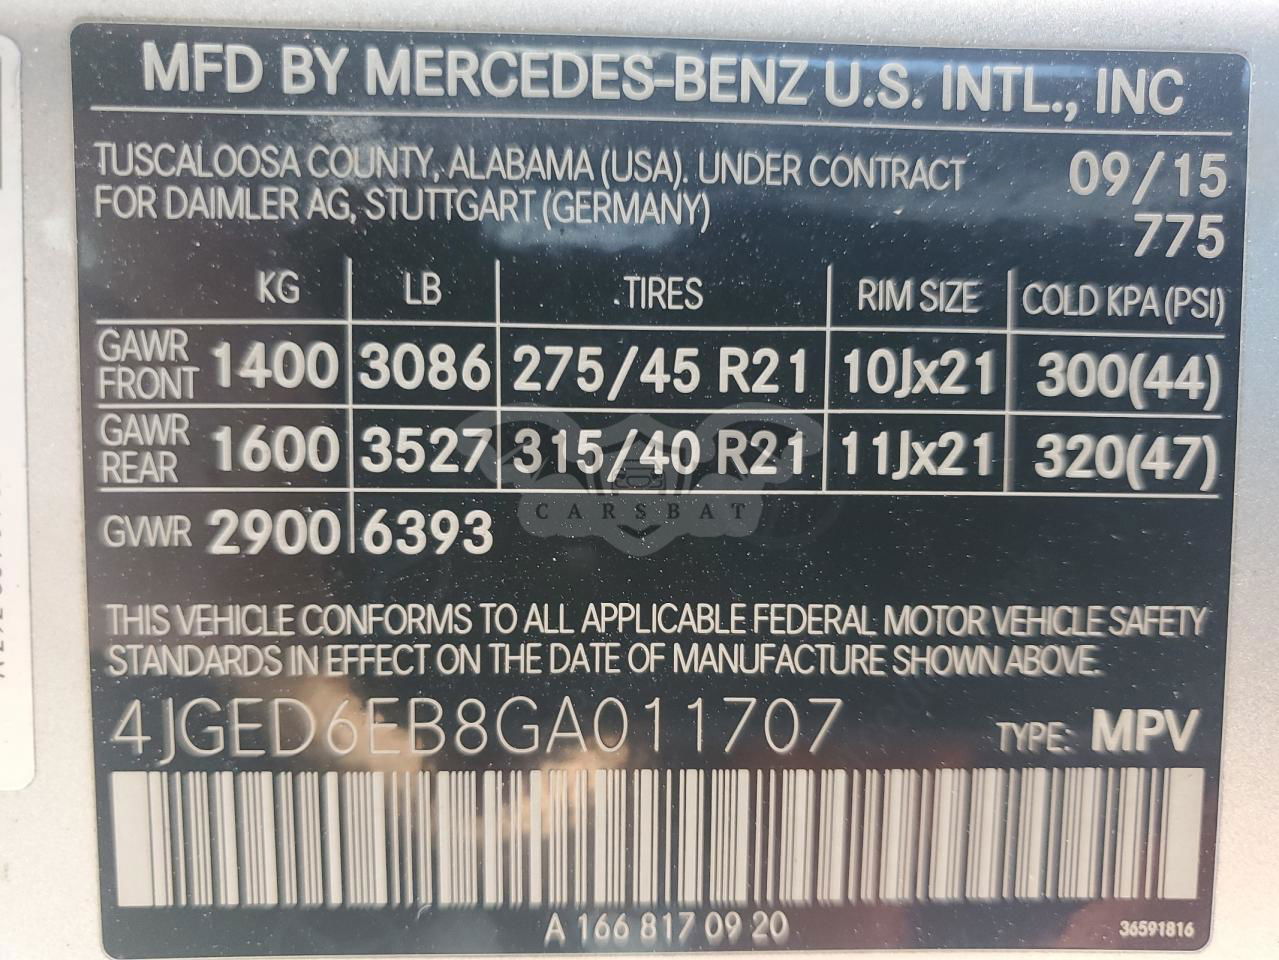 MFD BY MERCEDES-BENZ U.S. INTL., INC
TUSCALOOSA COUNTY, ALABAMA (USA). UNDER CONTRACT 09/15
FOR DAIMLER AG, STUTTGART (GERMANY) 775
KG LB TIRES RIM SIZE COLD KPA (PSI)
GAWR FRONT 1400 3086 275/45 R21 10Jx21 300(44)
GAWR REAR 1600 3527 315/40 R21 11Jx21 320(47)
CARSBAT
GVWR 2900 6393
THIS VEHICLE CONFORMS TO ALL APPLICABLE FEDERAL MOTOR VEHICLE SAFETY
STANDARDS IN EFFECT ON THE DATE OF MANUFACTURE SHOWN ABOVE.
4JGED6EB8GA011707 TYPE: MPV
A 166 817 09 20 36591816